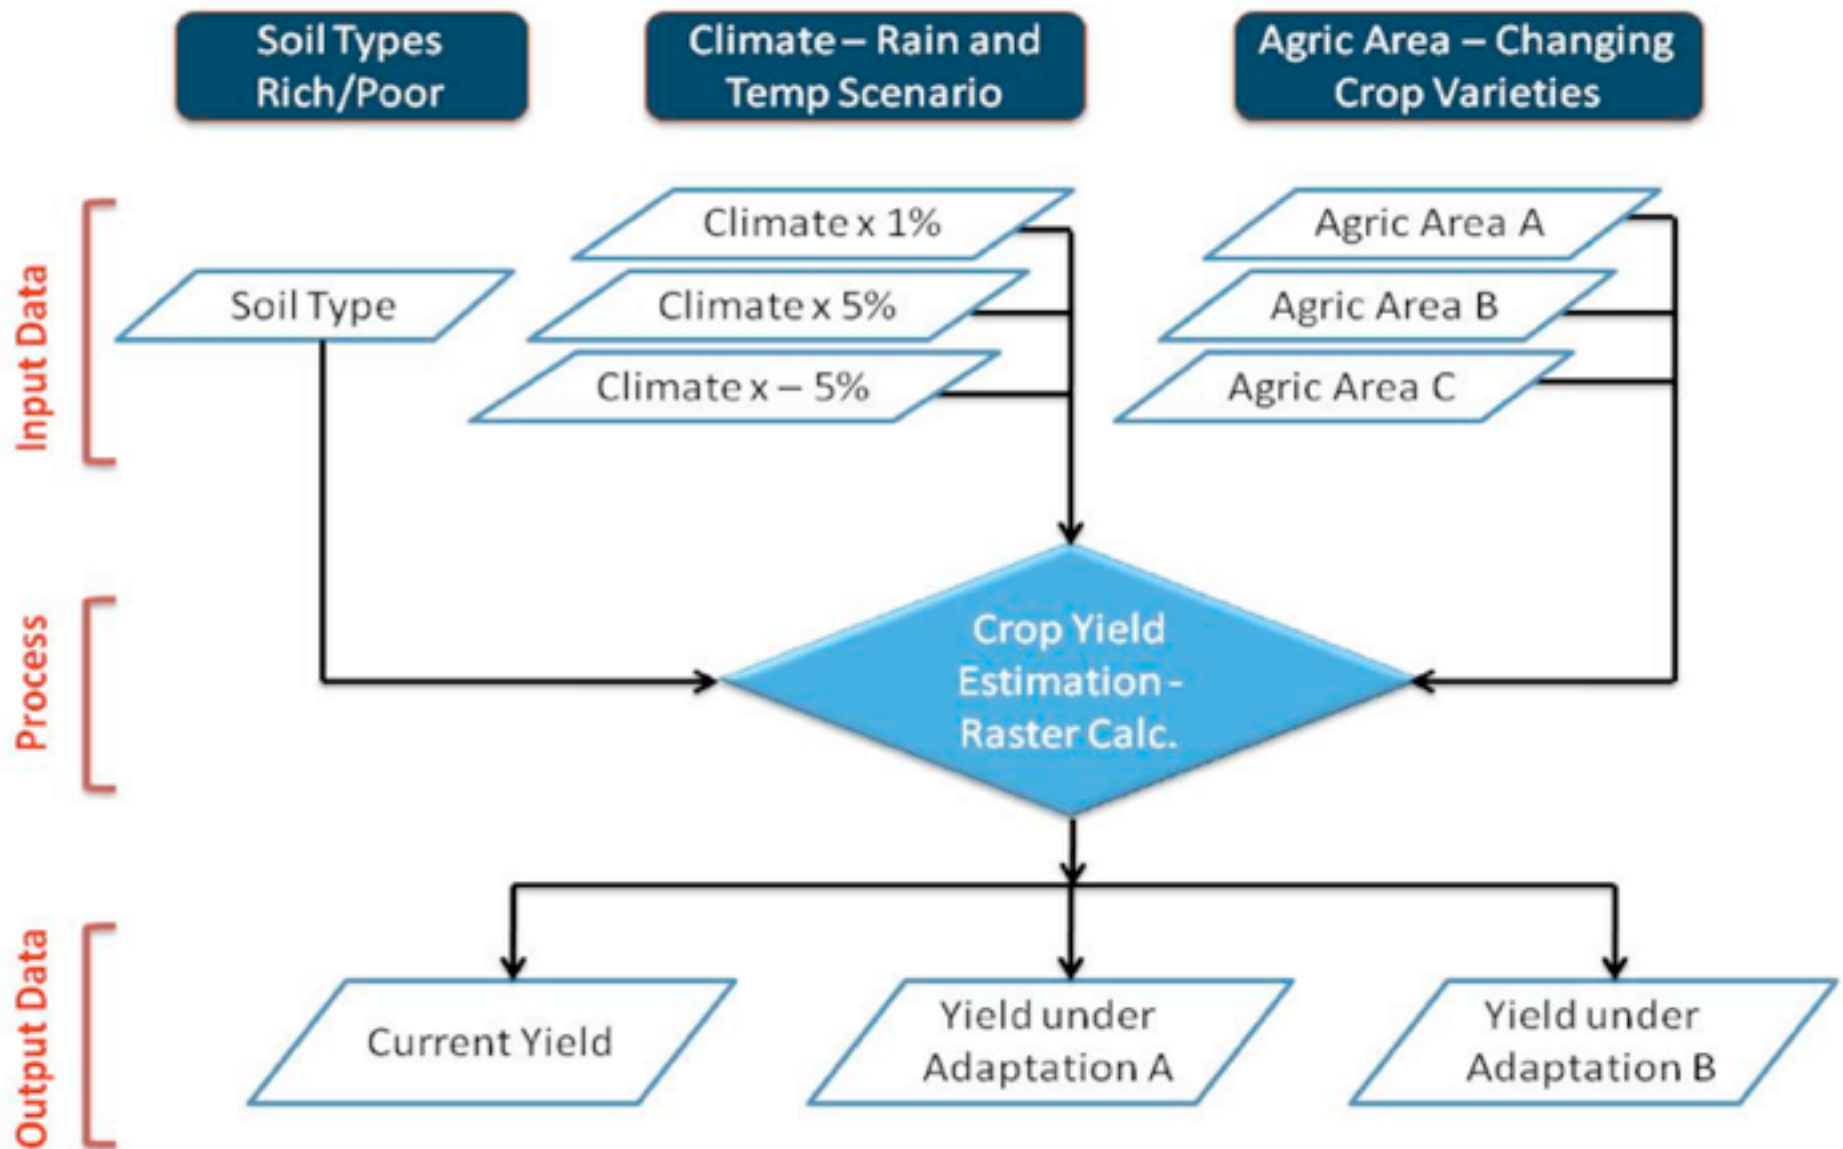 Soil Types
Rich/Poor
Climate – Rain and
Temp Scenario
Agric Area – Changing
Crop Varieties
Input Data
Soil Type
Climate x 1%
Climate x 5%
Climate x – 5%
Agric Area A
Agric Area B
Agric Area C
Process
Crop Yield
Estimation -
Raster Calc.
Output Data
Current Yield
Yield under
Adaptation A
Yield under
Adaptation B